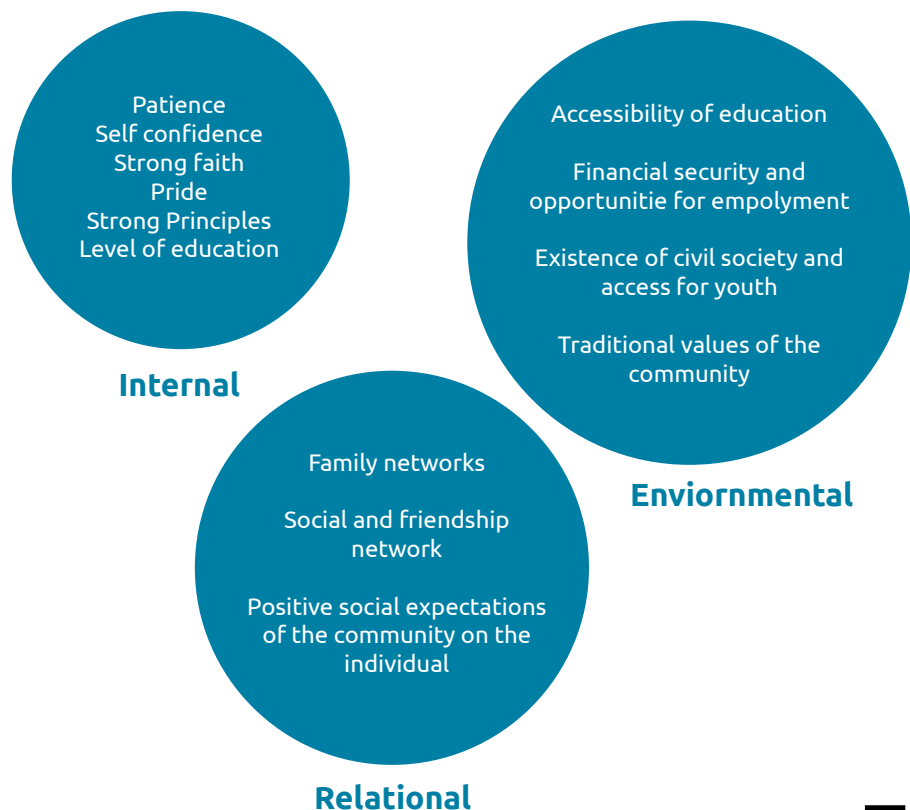 Patience
Self confidence
Strong faith
Pride
Strong Principles
Level of education
Internal
Accessibility of education
Financial security and
opportunitie for empolyment
Existence of civil society and
access for youth
Traditional values of the
community
Enviornmental
Family networks
Social and friendship
network
Positive social expectations
of the community on the
individual
Relational